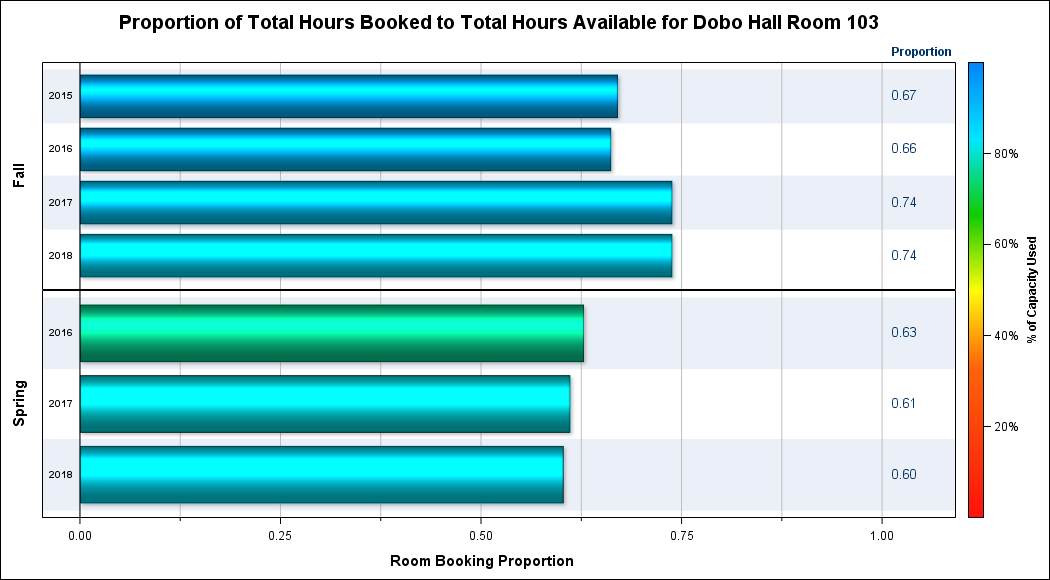 Proportion of Total Hours Booked to Total Hours Available for Dobo Hall Room 103
Proportion
Fall
2015 0.67
2016 0.66
2017 0.74
2018 0.74
Spring
2016 0.63
2017 0.61
2018 0.60
0.00 0.25 0.50 0.75 1.00
Room Booking Proportion
80%
60%
40%
20%
% of Capacity Used